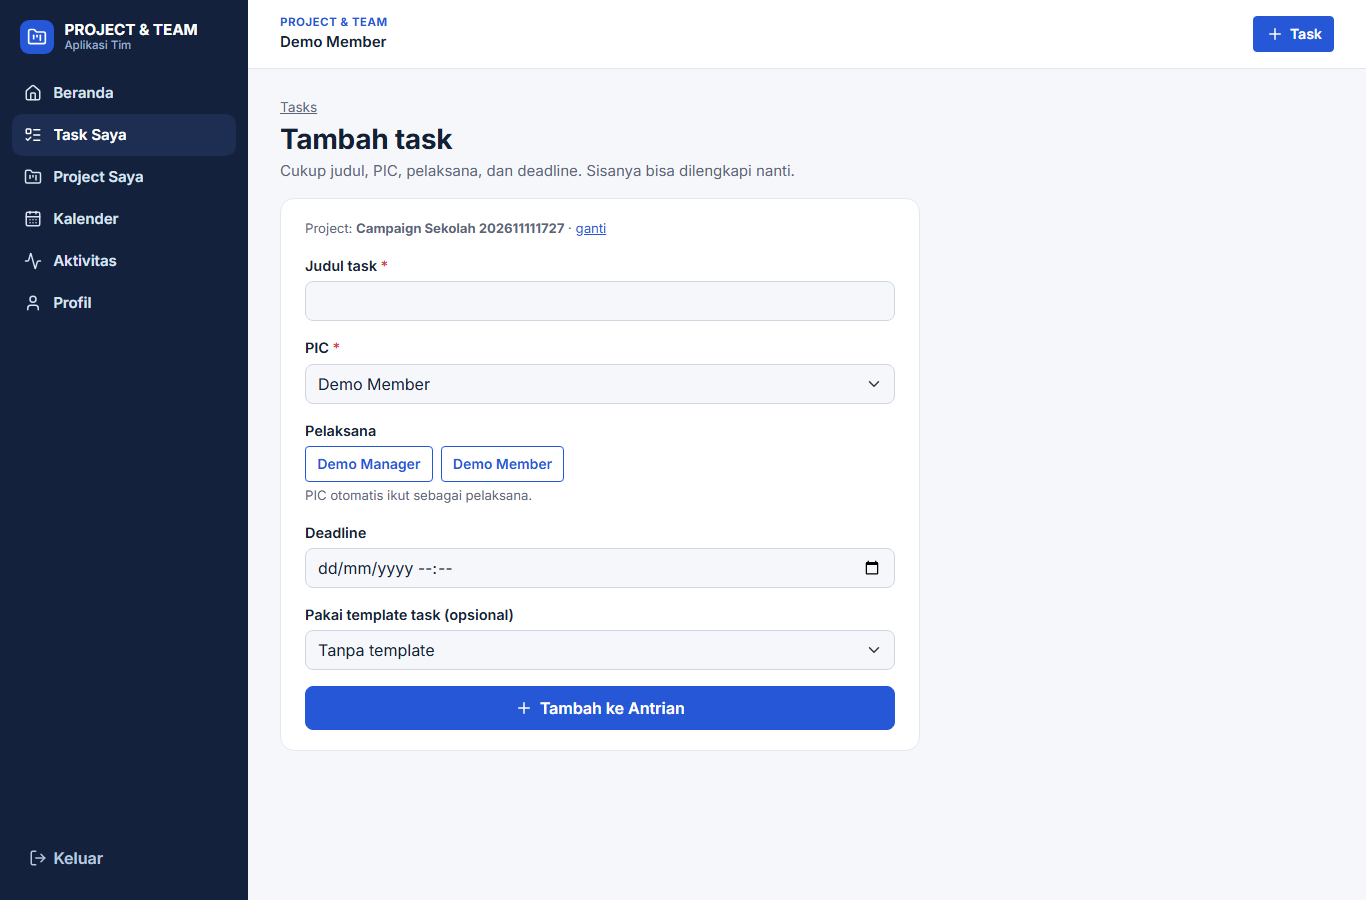 PROJECT & TEAM
Aplikasi Tim
Beranda
Task Saya
Project Saya
Kalender
Aktivitas
Profil
Keluar
PROJECT & TEAM
Demo Member
+ Task
Tasks
Tambah task
Cukup judul, PIC, pelaksana, dan deadline. Sisanya bisa dilengkapi nanti.
Project: Campaign Sekolah 202611111727 · ganti
Judul task *
PIC *
Demo Member
Pelaksana
Demo Manager Demo Member
PIC otomatis ikut sebagai pelaksana.
Deadline
dd/mm/yyyy --:--
Pakai template task (opsional)
Tanpa template
+ Tambah ke Antrian